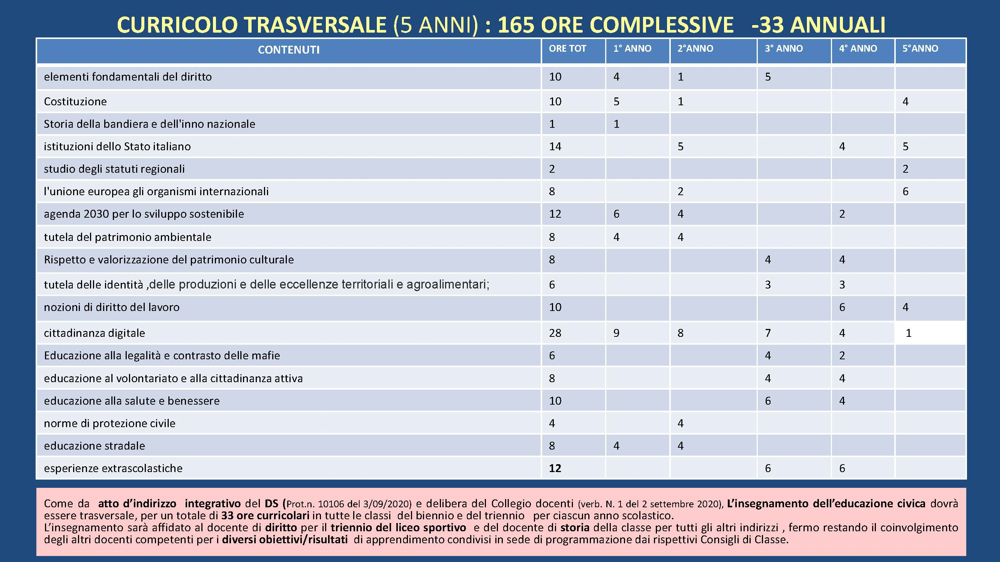 CURRICOLO TRASVERSALE (5 ANNI) : 165 ORE COMPLESSIVE -33 ANNUALI
CONTENUTI ORE TOT 1° ANNO 2°ANNO 3° ANNO 4° ANNO 5°ANNO
elementi fondamentali del diritto 10 4 1 5
Costituzione 10 5 1 4
Storia della bandiera e dell'inno nazionale 1 1
istituzioni dello Stato italiano 14 5 4 5
studio degli statuti regionali 2 2
l'unione europea gli organismi internazionali 8 2 6
agenda 2030 per lo sviluppo sostenibile 12 6 4 2
tutela del patrimonio ambientale 8 4 4
Rispetto e valorizzazione del patrimonio culturale 8 4 4
tutela delle identità ,delle produzioni e delle eccellenze territoriali e agroalimentari; 6 3 3
nozioni di diritto del lavoro 10 6 4
cittadinanza digitale 28 9 8 7 4 1
Educazione alla legalità e contrasto delle mafie 6 4 2
educazione al volontariato e alla cittadinanza attiva 8 4 4
educazione alla salute e benessere 10 6 4
norme di protezione civile 4 4
educazione stradale 8 4 4
esperienze extrascolastiche 12 6 6
Come da atto d’indirizzo integrativo del DS (Prot.n. 10106 del 3/09/2020) e delibera del Collegio docenti (verb. N. 1 del 2 settembre 2020), L’insegnamento dell’educazione civica dovrà
essere trasversale, per un totale di 33 ore curricolari in tutte le classi del biennio e del triennio per ciascun anno scolastico.
L’insegnamento sarà affidato al docente di diritto per il triennio del liceo sportivo e del docente di storia della classe per tutti gli altri indirizzi , fermo restando il coinvolgimento
degli altri docenti competenti per i diversi obiettivi/risultati di apprendimento condivisi in sede di programmazione dai rispettivi Consigli di Classe.